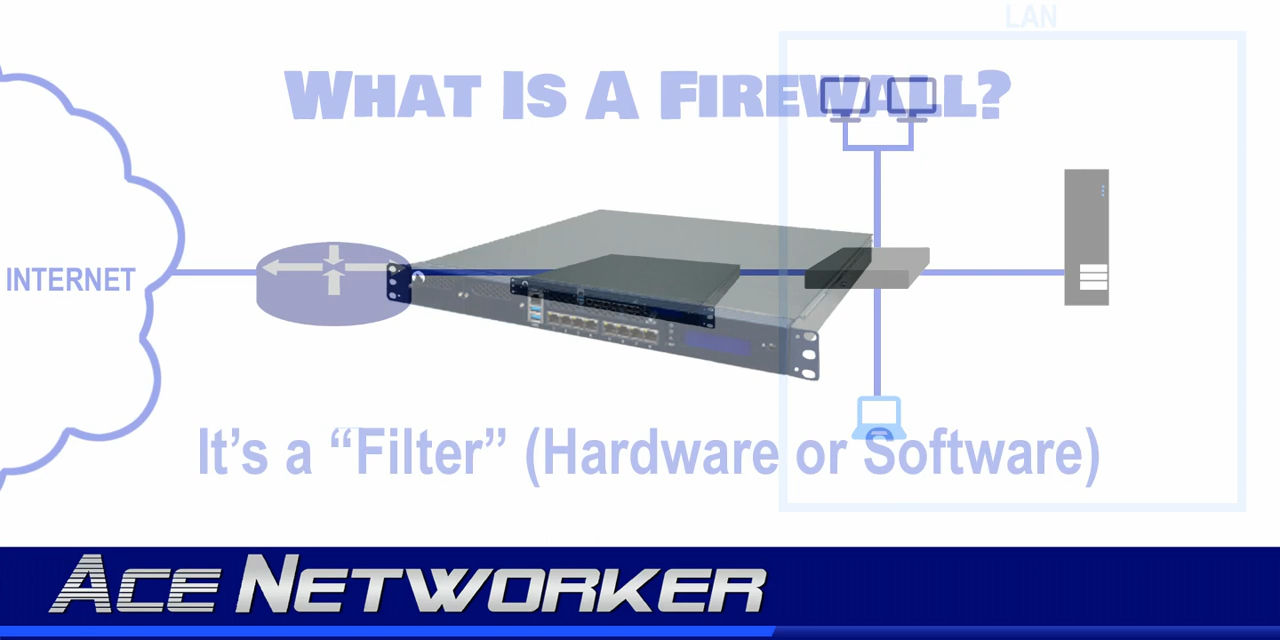 LAN
WHAT IS A FIREWALL?
INTERNET
It's a “Filter” (Hardware or Software)
ACE NETWORKER